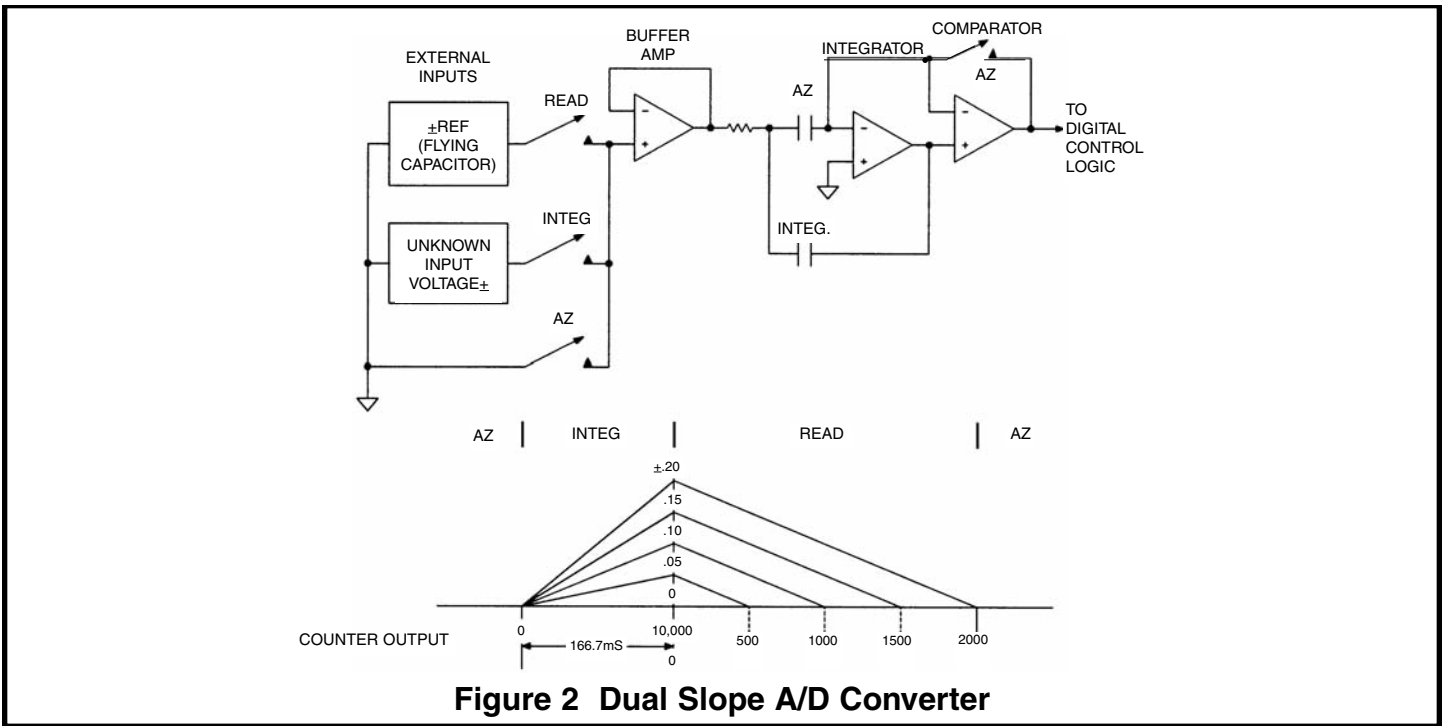 EXTERNAL
INPUTS
±REF
(FLYING
CAPACITOR)
UNKNOWN
INPUT
VOLTAGE±
READ
INTEG
AZ
BUFFER
AMP
-
+
AZ
INTEG.
INTEGRATOR
-
+
COMPARATOR
AZ
-
+
TO
DIGITAL
CONTROL
LOGIC
AZ INTEG READ AZ
±.20
.15
.10
.05
0
COUNTER OUTPUT 0 10,000 500 1000 1500 2000
166.7mS
0
Figure 2 Dual Slope A/D Converter